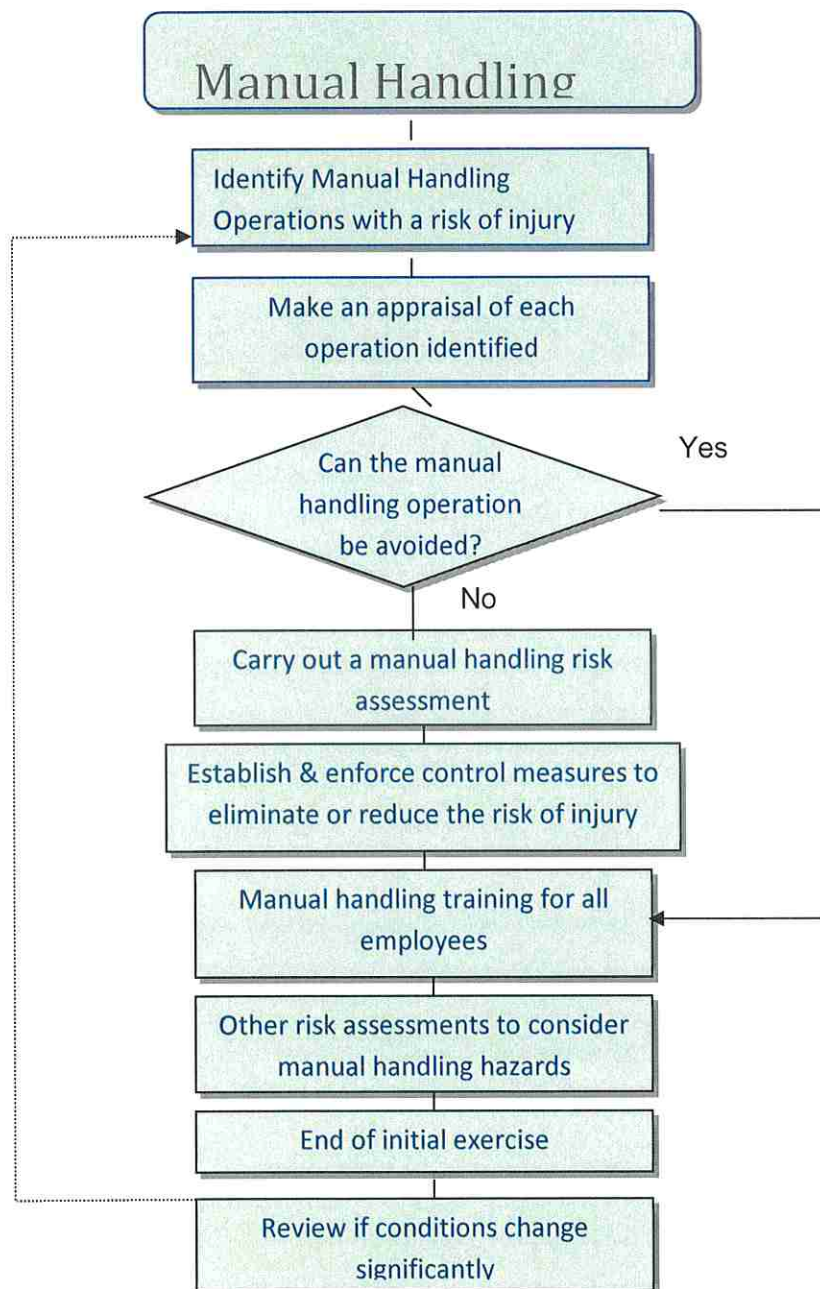 Manual Handling
Identify Manual Handling
Operations with a risk of injury
Make an appraisal of each
operation identified
Can the manual
handling operation
be avoided?
Yes
No
Carry out a manual handling risk
assessment
Establish & enforce control measures to
eliminate or reduce the risk of injury
Manual handling training for all
employees
Other risk assessments to consider
manual handling hazards
End of initial exercise
Review if conditions change
significantly